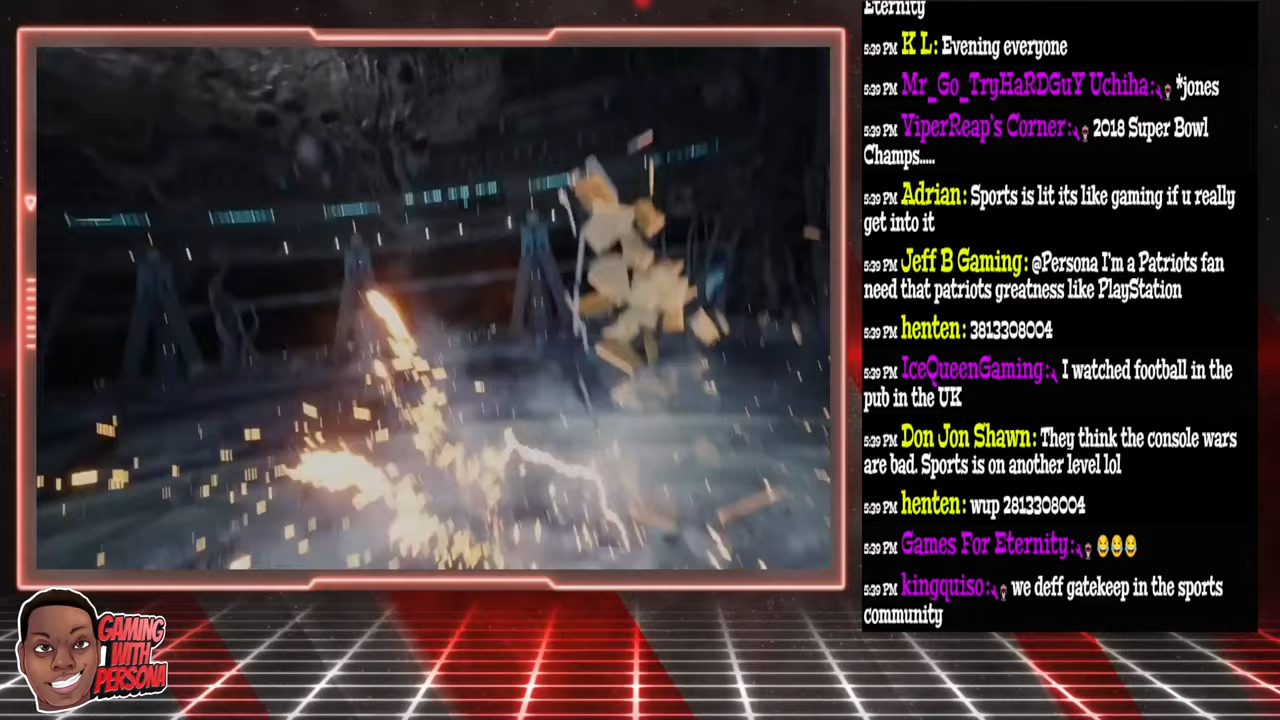 Eternity
5:39 PM K L: Evening everyone
5:39 PM Mr_Go_TryHaRDGuY Uchiha: *jones
5:39 PM ViperReap's Corner: 2018 Super Bowl
Champs.....
5:39 PM Adrian: Sports is lit its like gaming if u really
get into it
5:39 PM Jeff B Gaming: @Persona I'm a Patriots fan
need that patriots greatness like PlayStation
5:39 PM henten: 3813308004
5:39 PM IceQueenGaming: I watched football in the
pub in the UK
5:39 PM Don Jon Shawn: They think the console wars
are bad. Sports is on another level lol
5:39 PM henten: wup 2813308004
5:39 PM Games For Eternity: 😂😂😂
5:39 PM kingquiso: we deff gatekeep in the sports
community
GAMING
WITH
PERSONA